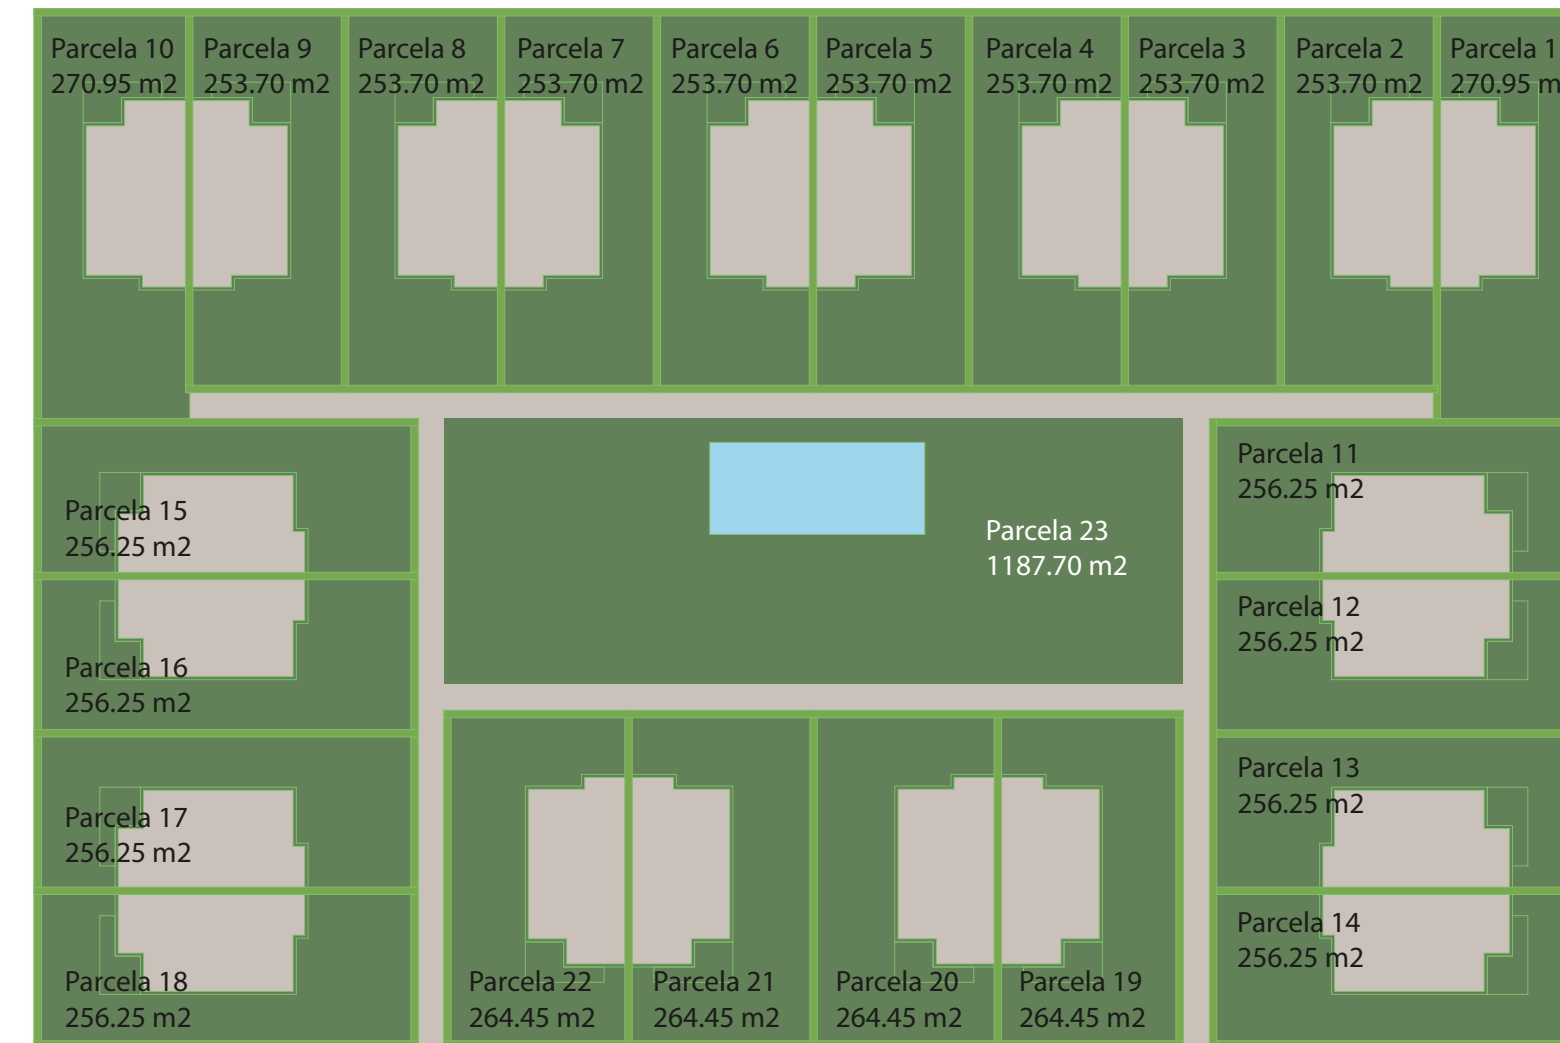 Parcela 10
270.95 m2
Parcela 9
253.70 m2
Parcela 8
253.70 m2
Parcela 7
253.70 m2
Parcela 6
253.70 m2
Parcela 5
253.70 m2
Parcela 4
253.70 m2
Parcela 3
253.70 m2
Parcela 2
253.70 m2
Parcela 1
270.95 m
Parcela 15
256.25 m2
Parcela 16
256.25 m2
Parcela 17
256.25 m2
Parcela 18
256.25 m2
Parcela 23
1187.70 m2
Parcela 11
256.25 m2
Parcela 12
256.25 m2
Parcela 13
256.25 m2
Parcela 14
256.25 m2
Parcela 22
264.45 m2
Parcela 21
264.45 m2
Parcela 20
264.45 m2
Parcela 19
264.45 m2